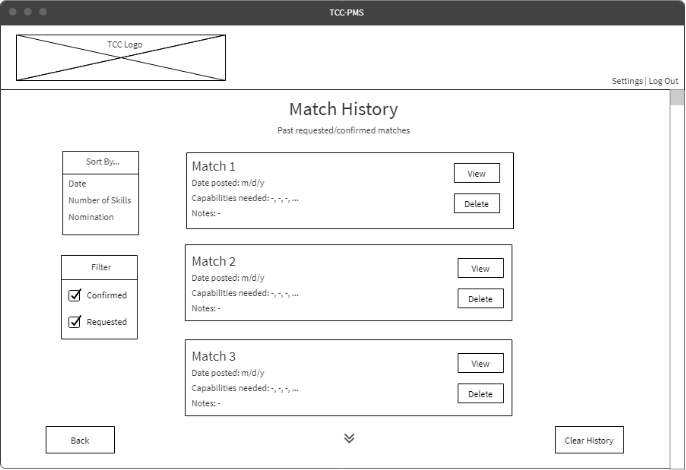 TCC-PMS
TCC Logo
Settings | Log Out
Match History
Past requested/confirmed matches
Sort By...
Date
Number of Skills
Nomination
Filter
Confirmed
Requested
Match 1
Date posted: m/d/y
Capabilities needed: -, -, -, ...
Notes: -
View
Delete
Match 2
Date posted: m/d/y
Capabilities needed: -, -, -, ...
Notes: -
View
Delete
Match 3
Date posted: m/d/y
Capabilities needed: -, -, -, ...
Notes: -
View
Delete
Back
Clear History